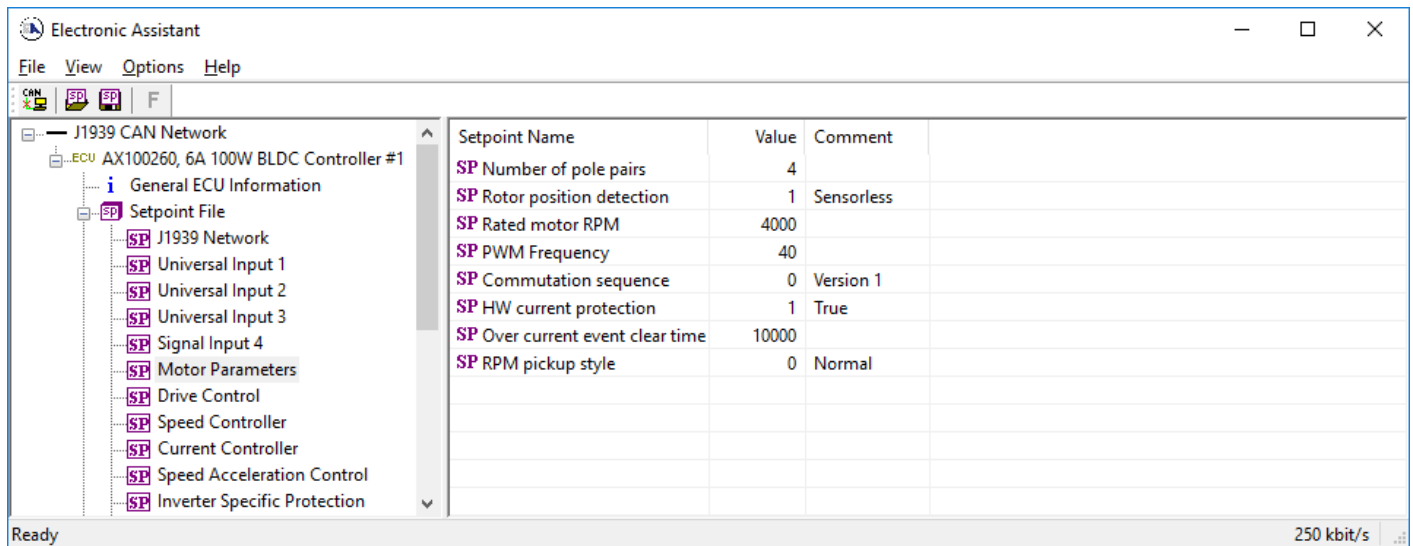 Electronic Assistant
File View Options Help
CAN SP SP F
J1939 CAN Network
ECU AX100260, 6A 100W BLDC Controller #1
i General ECU Information
SP Setpoint File
SP J1939 Network
SP Universal Input 1
SP Universal Input 2
SP Universal Input 3
SP Signal Input 4
SP Motor Parameters
SP Drive Control
SP Speed Controller
SP Current Controller
SP Speed Acceleration Control
SP Inverter Specific Protection
Setpoint Name Value Comment
SP Number of pole pairs 4
SP Rotor position detection 1 Sensorless
SP Rated motor RPM 4000
SP PWM Frequency 40
SP Commutation sequence 0 Version 1
SP HW current protection 1 True
SP Over current event clear time 10000
SP RPM pickup style 0 Normal
Ready 250 kbit/s